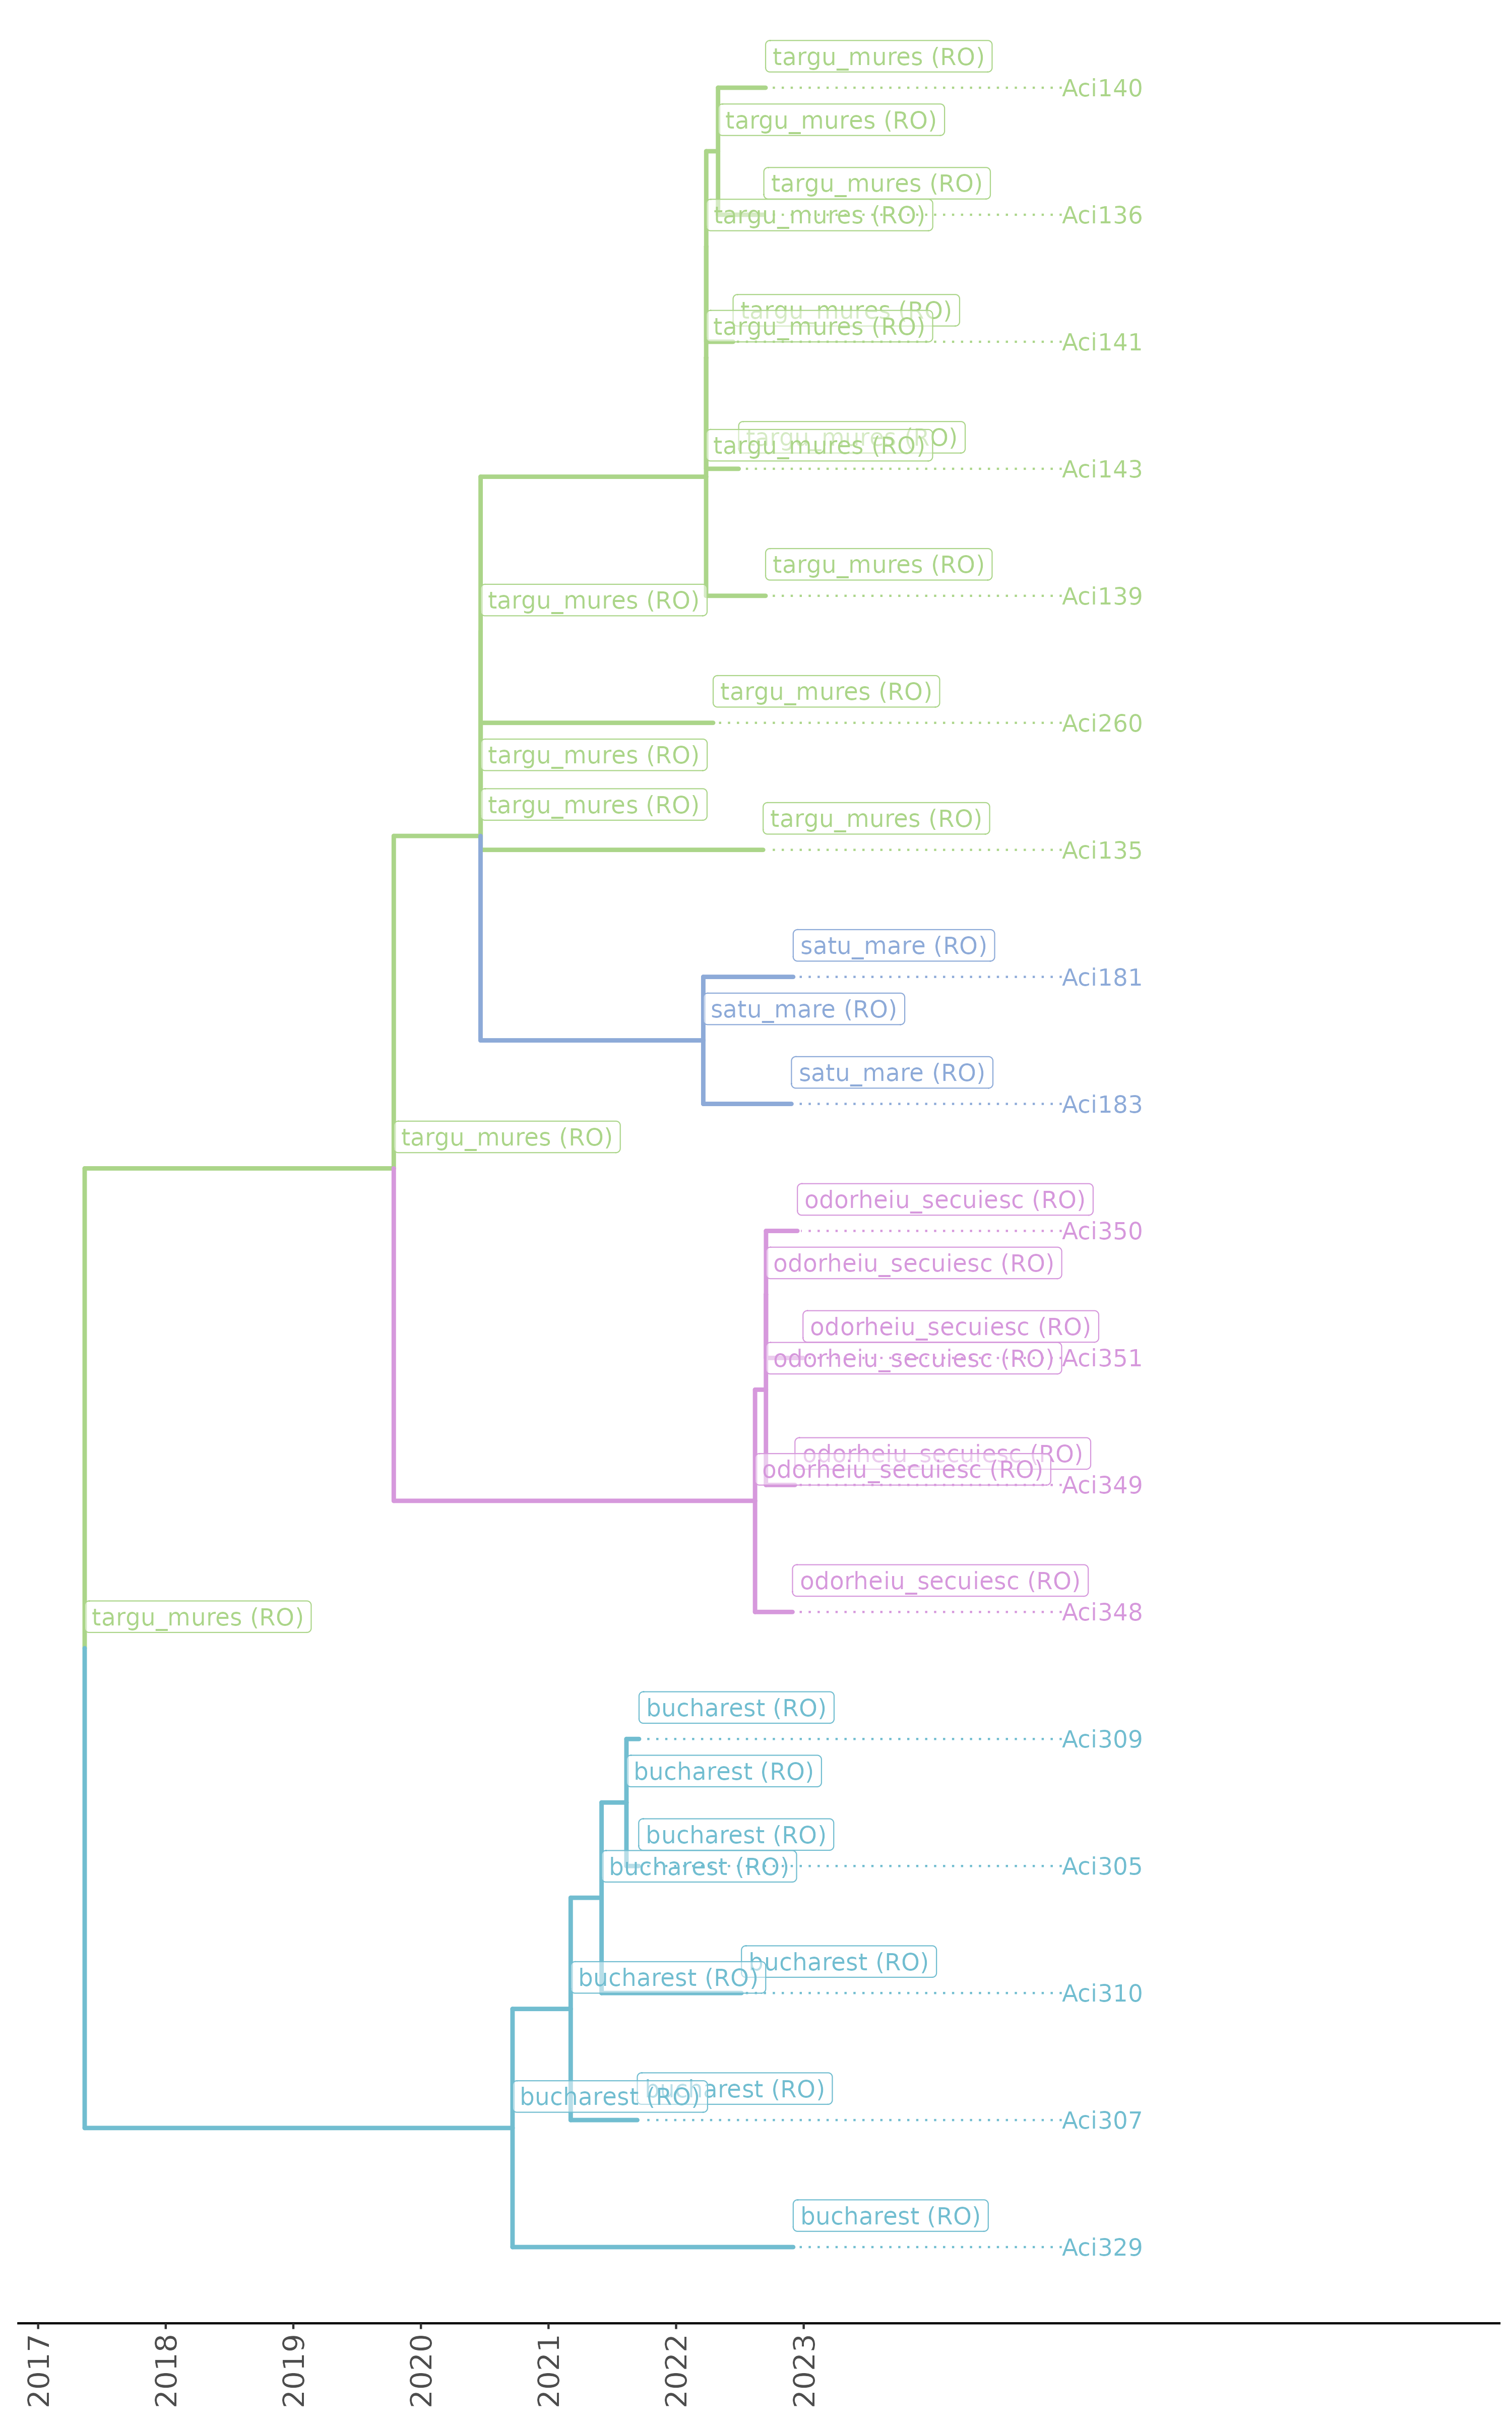 targu_mures (RO)
Aci140
targu_mures (RO)
targu_mures (RO)
targu_mures (RO)
Aci136
targu_mures (RO)
targu_mures (RO)
Aci141
targu_mures (RO)
targu_mures (RO)
Aci143
targu_mures (RO)
Aci139
targu_mures (RO)
targu_mures (RO)
Aci260
targu_mures (RO)
targu_mures (RO)
targu_mures (RO)
Aci135
satu_mare (RO)
Aci181
satu_mare (RO)
satu_mare (RO)
Aci183
targu_mures (RO)
odorheiu_secuiesc (RO)
Aci350
odorheiu_secuiesc (RO)
odorheiu_secuiesc (RO)
odorheiu_secuiesc (RO)
Aci351
odorheiu_secuiesc (RO)
odorheiu_secuiesc (RO)
Aci349
odorheiu_secuiesc (RO)
Aci348
targu_mures (RO)
bucharest (RO)
Aci309
bucharest (RO)
bucharest (RO)
bucharest (RO)
Aci305
bucharest (RO)
bucharest (RO)
Aci310
bucharest (RO)
bucharest (RO)
Aci307
bucharest (RO)
Aci329
2017
2018
2019
2020
2021
2022
2023